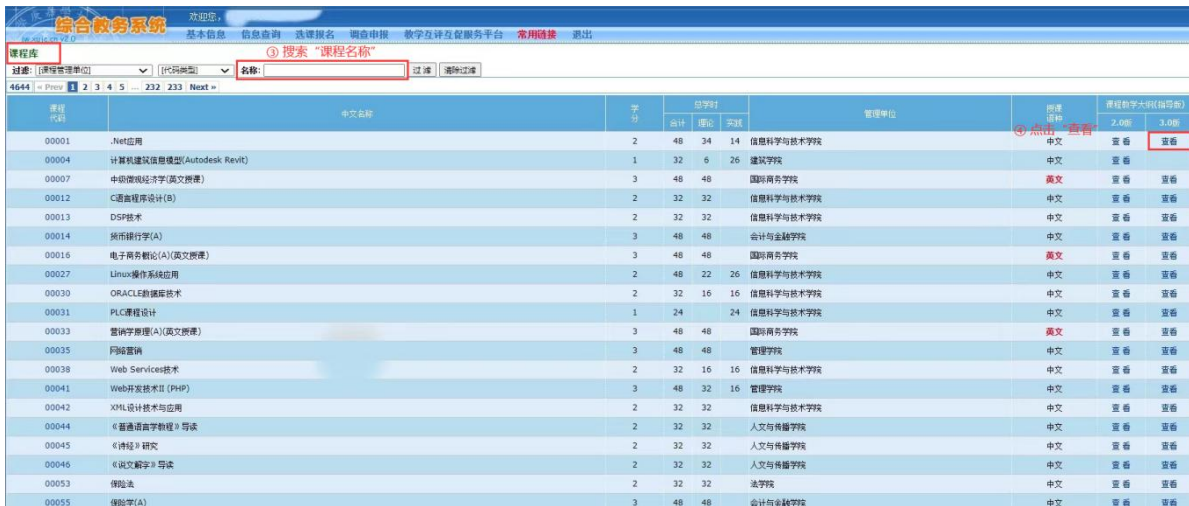 欢迎您,
综合教务系统
基本信息 信息查询 选课报名 调查申报 教学互评互促服务平台 常用链接 退出
课程库
③ 搜索“课程名称”
过滤: [课程管理单位] [代码类型] 名称: 过滤 清除过滤
4644 « Prev 1 2 3 4 5 ... 232 233 Next »
课程代码 中文名称 学分 总学时 管理单位 授课语种 课程教学大纲(指导版)
合计 理论 实践 2.0版 3.0版
④ 点击“查看”
00001 .Net应用 2 48 34 14 信息科学与技术学院 中文 查看 查看
00004 计算机建筑信息模型(Autodesk Revit) 1 32 6 26 建筑学院 中文 查看
00007 中级微观经济学(英文授课) 3 48 48 国际商务学院 英文 查看 查看
00012 C语言程序设计(B) 2 32 32 信息科学与技术学院 中文 查看 查看
00013 DSP技术 2 32 32 信息科学与技术学院 中文 查看 查看
00014 货币银行学(A) 3 48 48 会计与金融学院 中文 查看 查看
00016 电子商务概论(A)(英文授课) 3 48 48 国际商务学院 英文 查看 查看
00027 Linux操作系统应用 2 48 22 26 信息科学与技术学院 中文 查看 查看
00030 ORACLE数据库技术 2 32 16 16 信息科学与技术学院 中文 查看 查看
00031 PLC课程设计 1 24 24 信息科学与技术学院 中文 查看 查看
00033 营销学原理(A)(英文授课) 3 48 48 国际商务学院 英文 查看 查看
00035 网络营销 3 48 48 管理学院 中文 查看 查看
00038 Web Services技术 2 32 16 16 信息科学与技术学院 中文 查看 查看
00041 Web开发技术II (PHP) 3 48 32 16 管理学院 中文 查看 查看
00042 XML设计技术与应用 2 32 32 信息科学与技术学院 中文 查看 查看
00044 《普通语言学教程》导读 2 32 32 人文与传播学院 中文 查看 查看
00045 《诗经》研究 2 32 32 人文与传播学院 中文 查看 查看
00046 《说文解字》导读 2 32 32 人文与传播学院 中文 查看 查看
00053 保险法 2 32 32 法学院 中文 查看 查看
00055 保险学(A) 3 48 48 会计与金融学院 中文 查看 查看